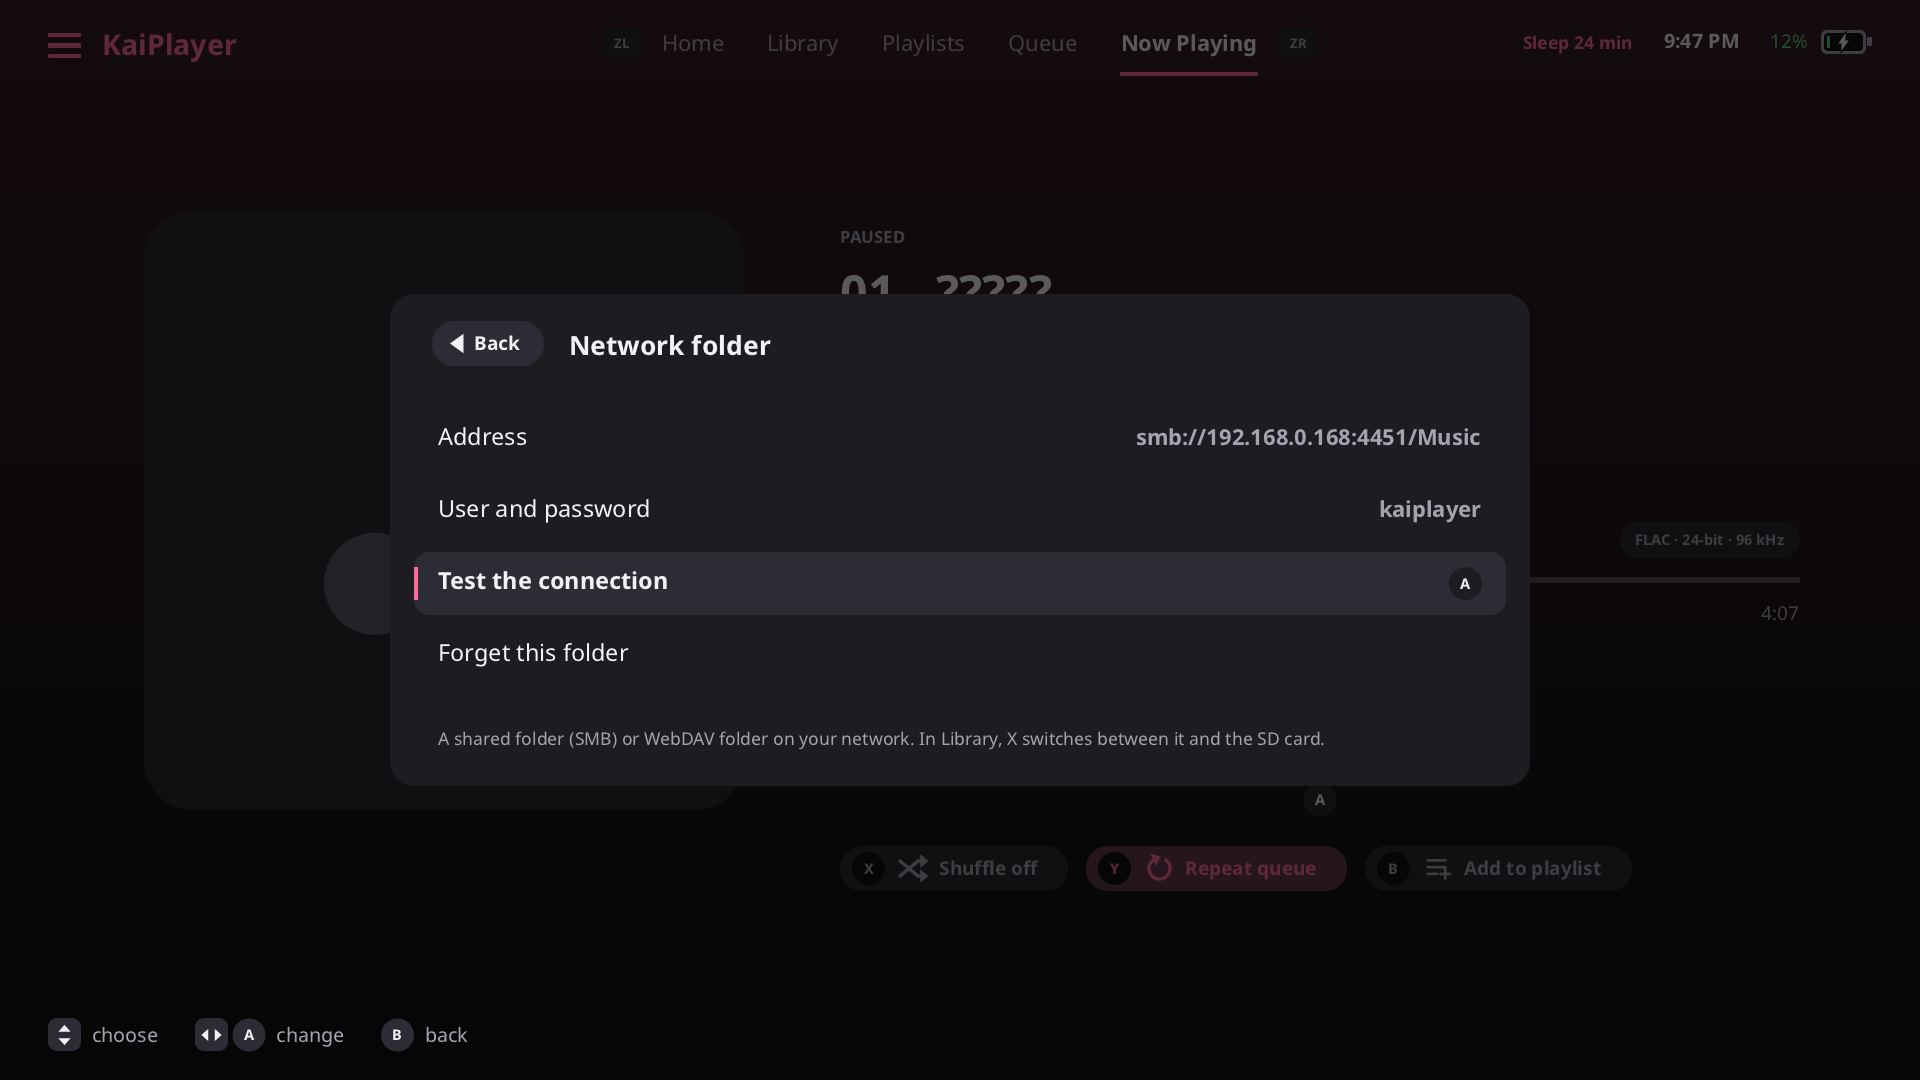 KaiPlayer
ZL
Home
Library
Playlists
Queue
Now Playing
ZR
Sleep 24 min
9:47 PM
12%
PAUSED
01 ?????
Back
Network folder
Address
smb://192.168.0.168:4451/Music
User and password
kaiplayer
Test the connection
A
Forget this folder
A shared folder (SMB) or WebDAV folder on your network. In Library, X switches between it and the SD card.
FLAC · 24-bit · 96 kHz
4:07
A
X
Shuffle off
Y
Repeat queue
B
Add to playlist
choose
A
change
B
back